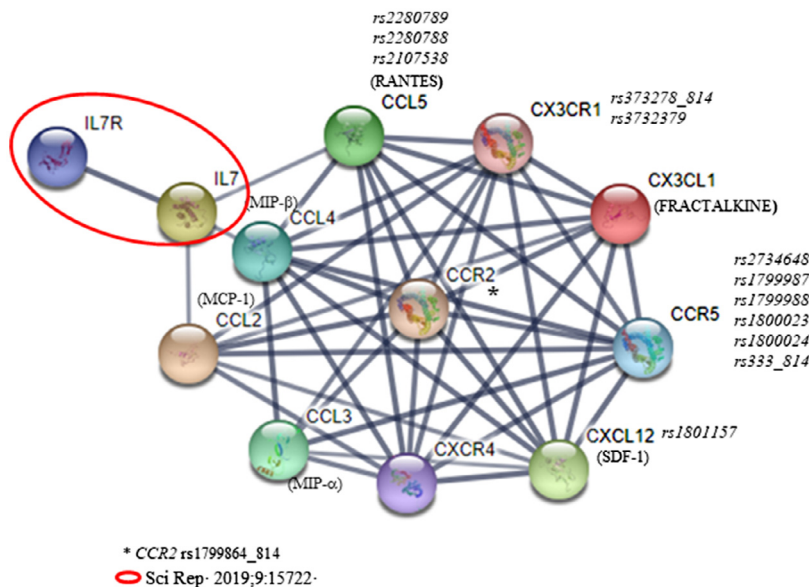 rs2280789
rs2280788
rs2107538
(RANTES)
CCL5
CX3CR1
rs373278_814
rs3732379
IL7R
IL7
CX3CL1
(FRACTALKINE)
(MIP-β)
CCL4
CCR2
*
(MCP-1)
CCL2
CCR5
rs2734648
rs1799987
rs1799988
rs1800023
rs1800024
rs333_814
CCL3
(MIP-α)
CXCR4
CXCL12
rs1801157
(SDF-1)
* CCR2 rs1799864_814
Sci Rep· 2019;9:15722·